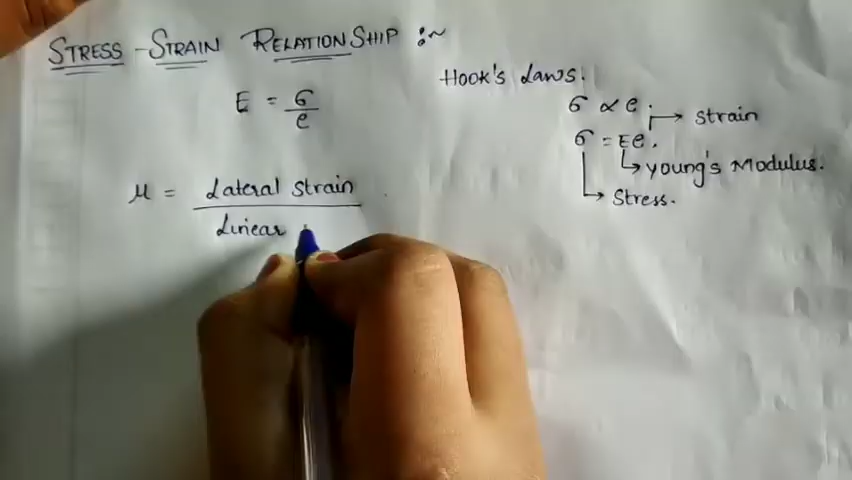 STRESS-STRAIN RELATIONSHIP :~
E = σ/e
μ = Lateral strain
Linear
Hook's Laws.
σ ∝ e.
→ strain
σ = Ee.
→ young's Modulus.
→ Stress.